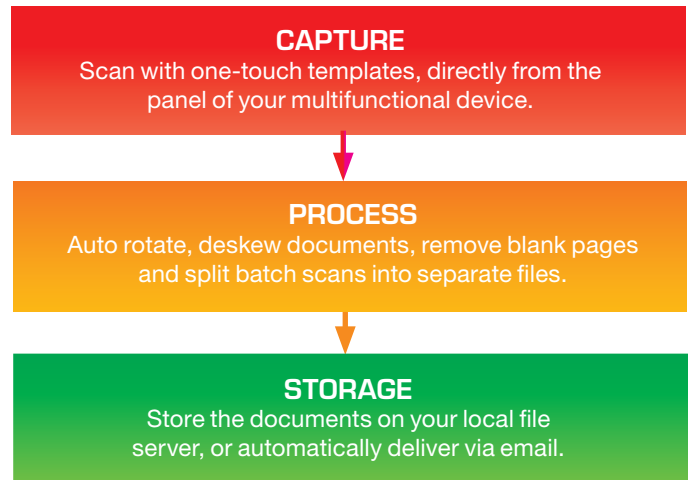 CAPTURE
Scan with one-touch templates, directly from the
panel of your multifunctional device.
PROCESS
Auto rotate, deskew documents, remove blank pages
and split batch scans into separate files.
STORAGE
Store the documents on your local file
server, or automatically deliver via email.